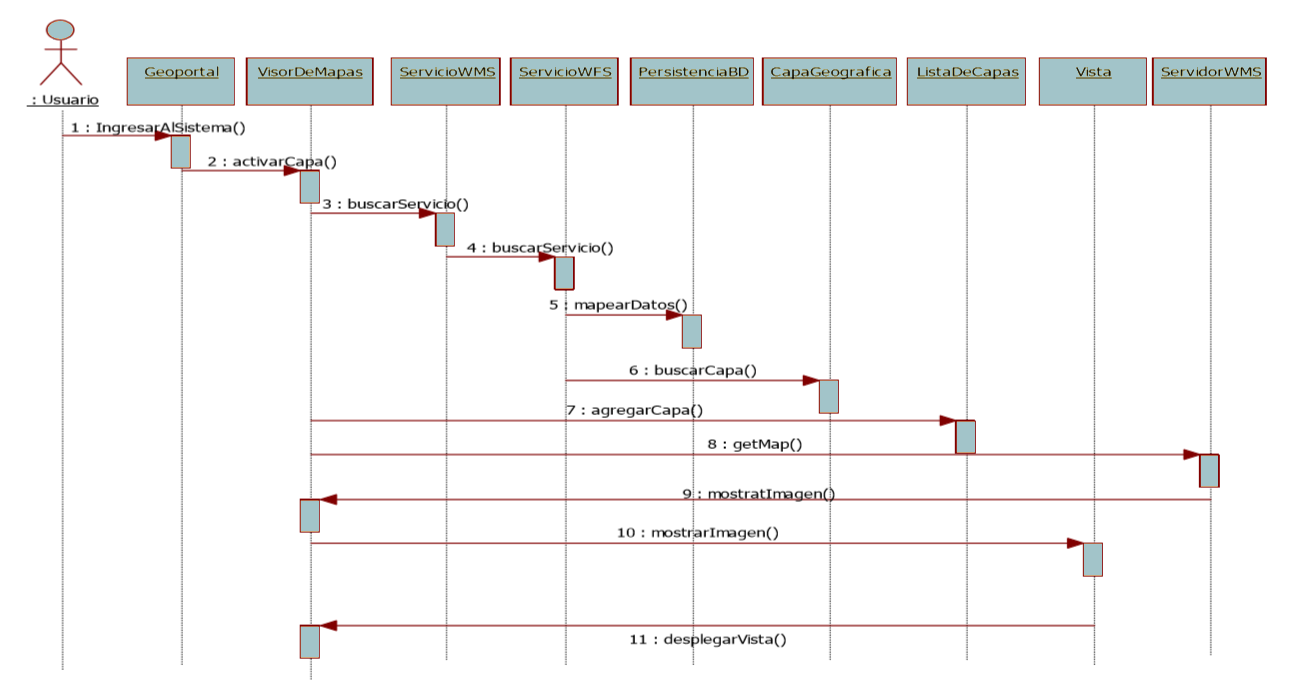 : Usuario
Geoportal
VisorDeMapas
ServicioWMS
ServicioWFS
PersistenciaBD
CapaGeografica
ListaDeCapas
Vista
ServidorWMS
1 : IngresarAlSistema()
2 : activarCapa()
3 : buscarServicio()
4 : buscarServicio()
5 : mapearDatos()
6 : buscarCapa()
7 : agregarCapa()
8 : getMap()
9 : mostratImagen()
10 : mostrarImagen()
11 : desplegarVista()